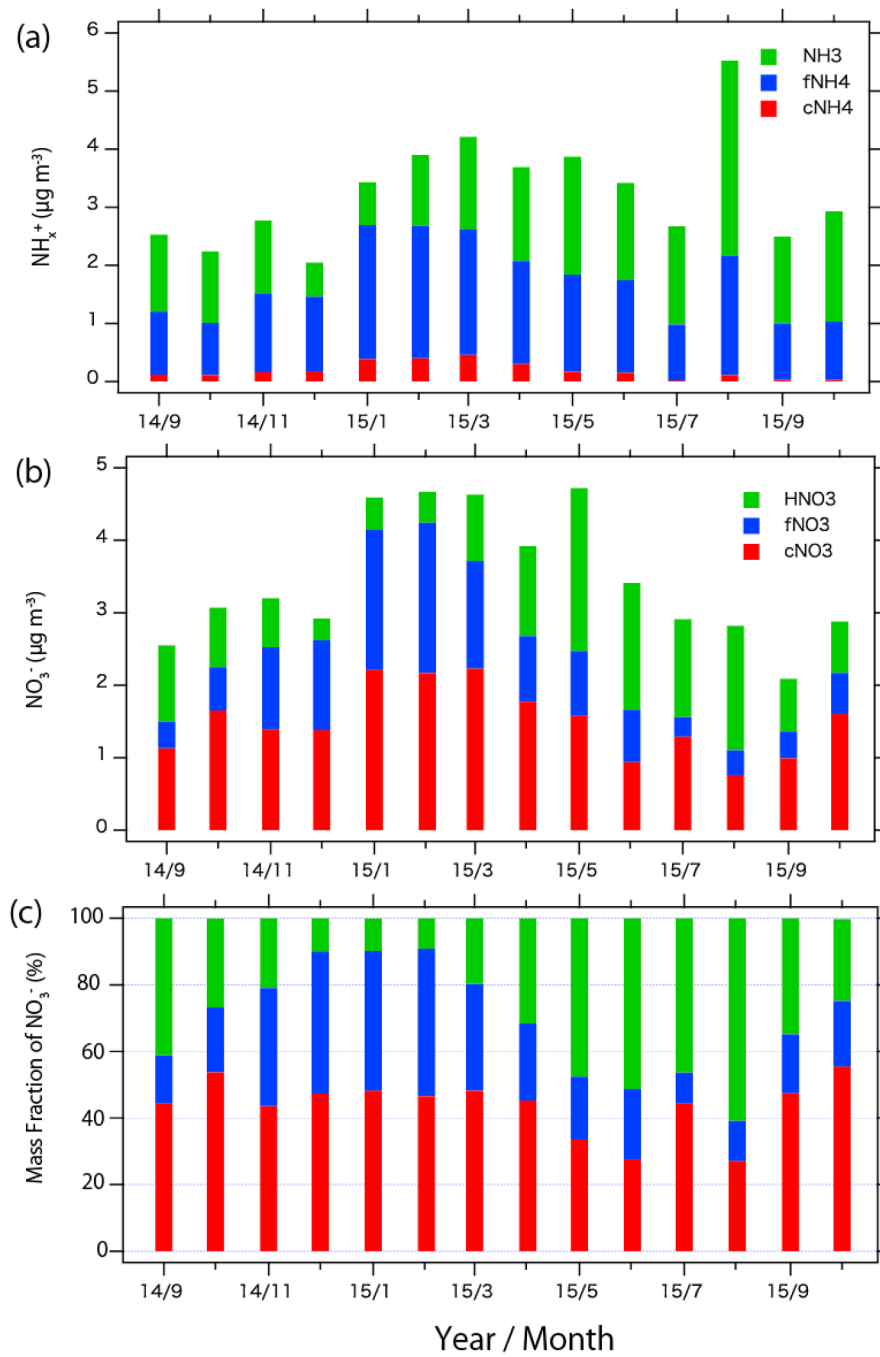 (a)
NHx+ (µg m-3)
6
5
4
3
2
1
0
NH3
fNH4
cNH4
14/9 14/11 15/1 15/3 15/5 15/7 15/9
(b)
NO3- (µg m-3)
5
4
3
2
1
0
HNO3
fNO3
cNO3
14/9 14/11 15/1 15/3 15/5 15/7 15/9
(c)
Mass Fraction of NO3- (%)
100
80
60
40
20
0
14/9 14/11 15/1 15/3 15/5 15/7 15/9
Year / Month